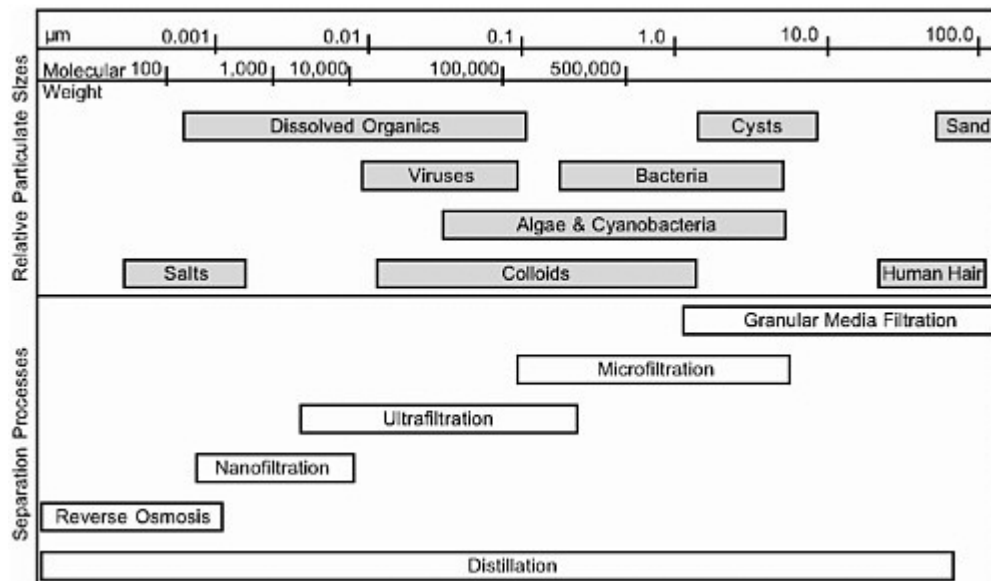 µm 0.001 0.01 0.1 1.0 10.0 100.0
Molecular 100 1,000 10,000 100,000 500,000
Weight
Dissolved Organics Cysts Sand
Viruses Bacteria
Algae & Cyanobacteria
Salts Colloids Human Hair
Relative Particulate Sizes
Granular Media Filtration
Microfiltration
Ultrafiltration
Nanofiltration
Reverse Osmosis
Distillation
Separation Processes